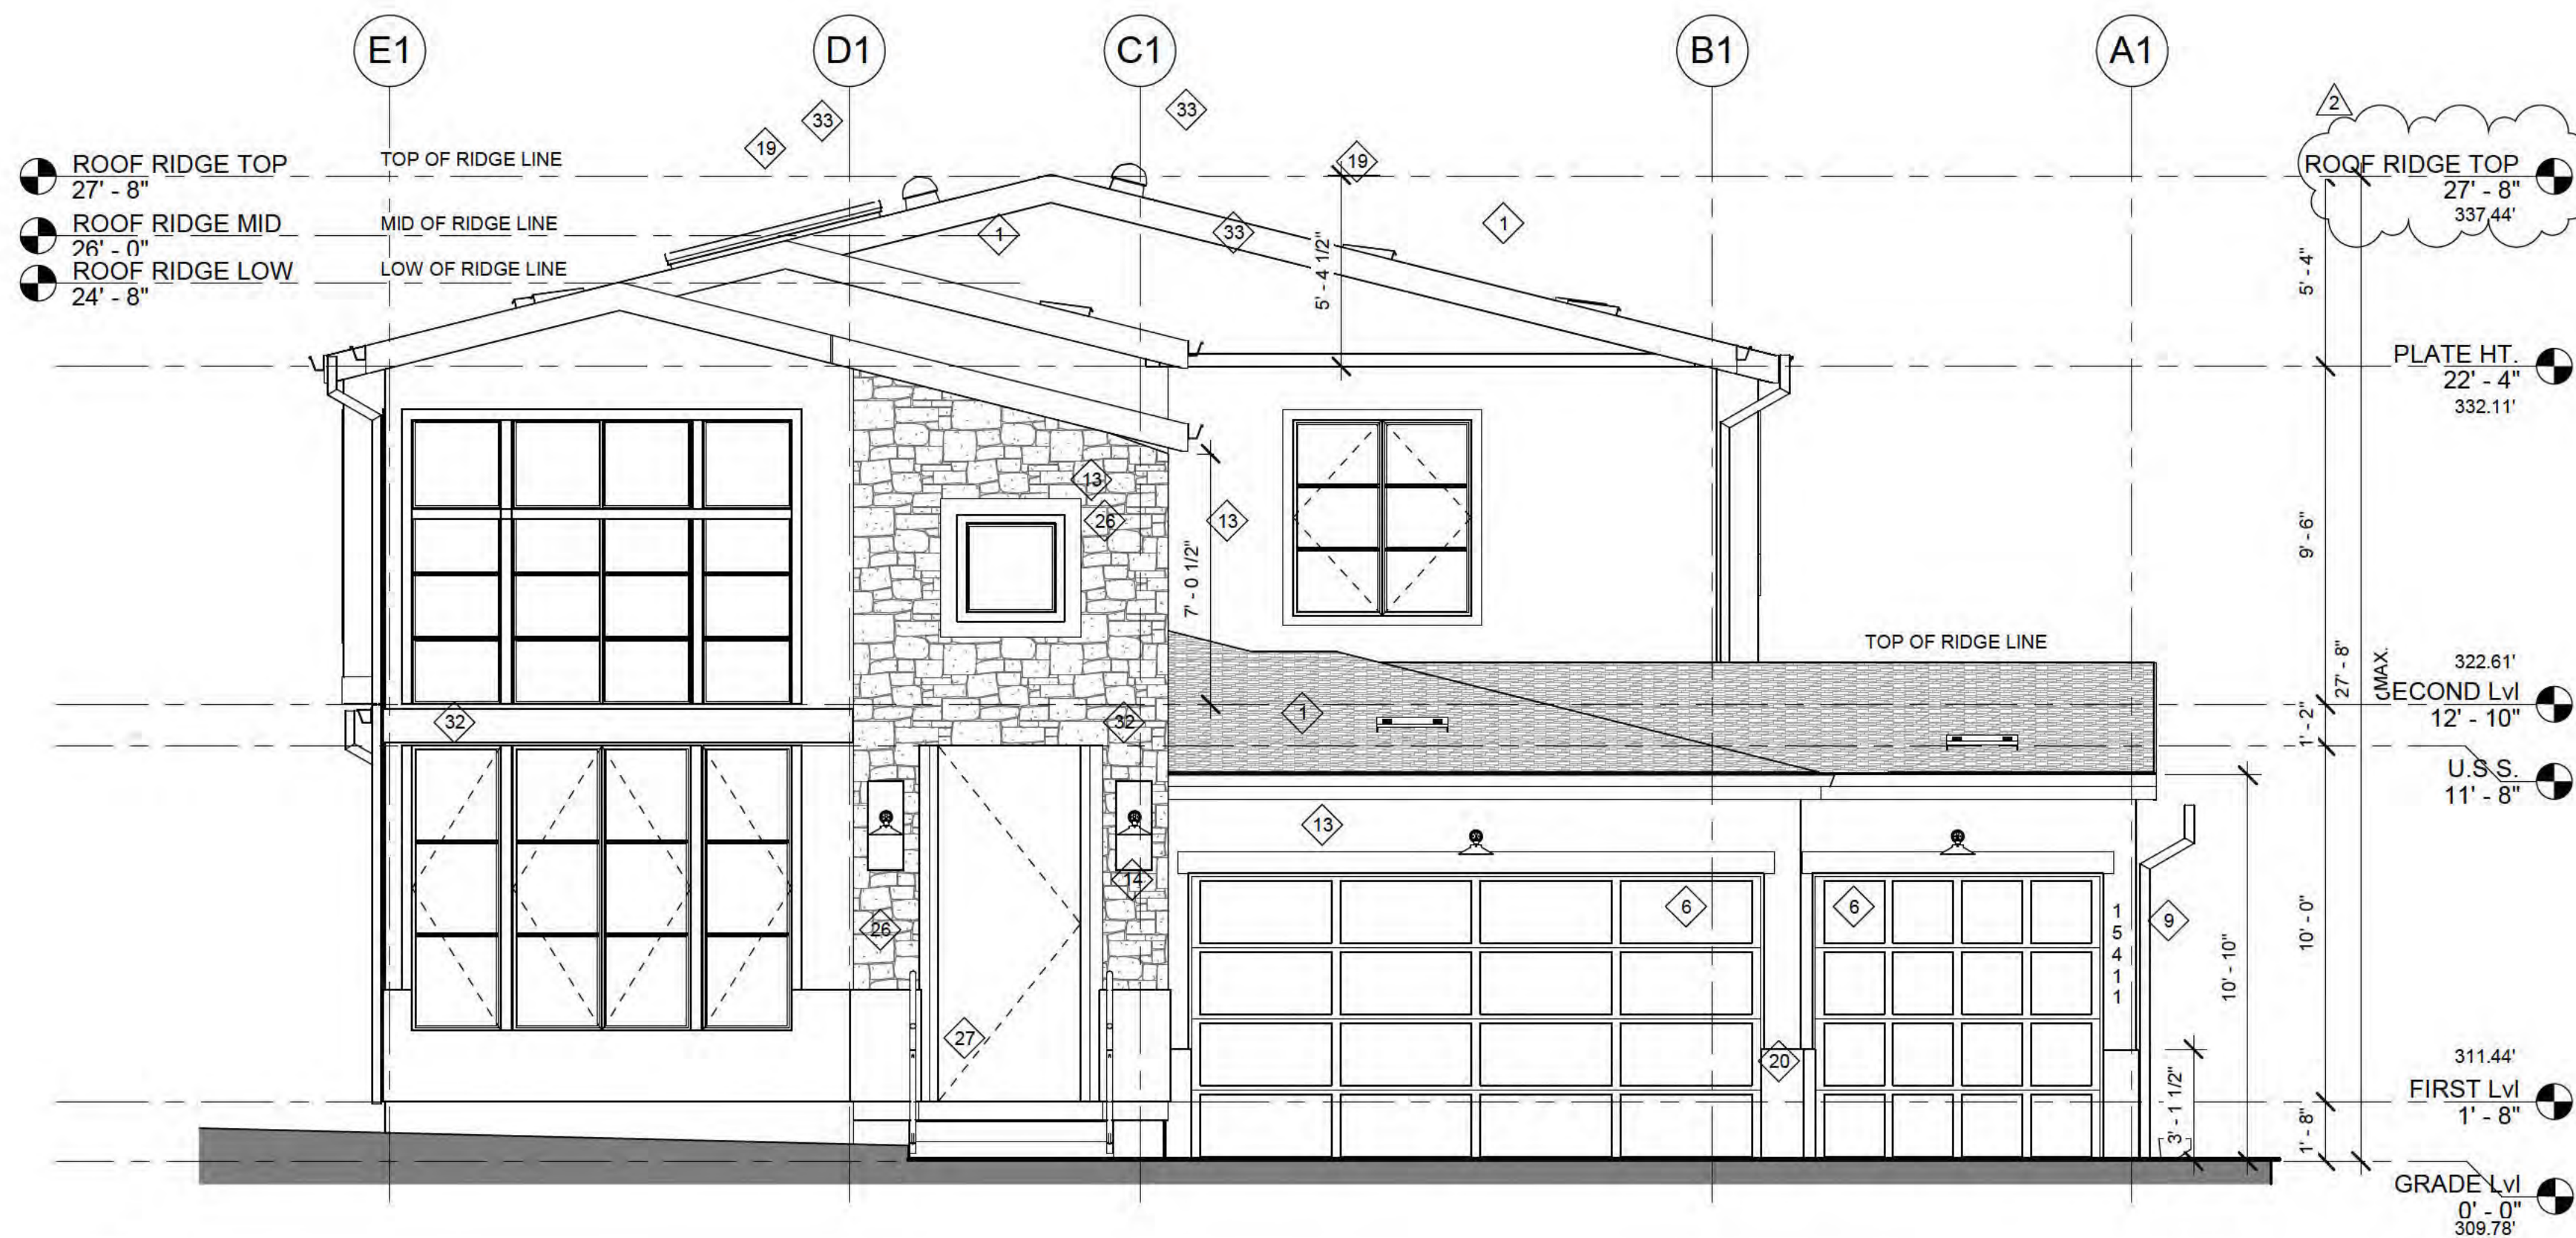 E1
D1
C1
B1
A1
2
33
33
19
19
ROOF RIDGE TOP
27' - 8"
TOP OF RIDGE LINE
ROOF RIDGE MID
26' - 0"
MID OF RIDGE LINE
ROOF RIDGE LOW
24' - 8"
LOW OF RIDGE LINE
1
33
1
5' - 4 1/2"
ROOF RIDGE TOP
27' - 8"
337.44'
5' - 4"
PLATE HT.
22' - 4"
332.11'
13
26
13
7' - 0 1/2"
9' - 6"
TOP OF RIDGE LINE
27' - 8"
MAX.
322.61'
SECOND Lvl
12' - 10"
32
32
1
1' - 2"
U.S.S.
11' - 8"
13
14
26
6
6
15411
9
10' - 10"
10' - 0"
27
20
3' - 1 1/2"
311.44'
FIRST Lvl
1' - 8"
1' - 8"
GRADE Lvl
0' - 0"
309.78'